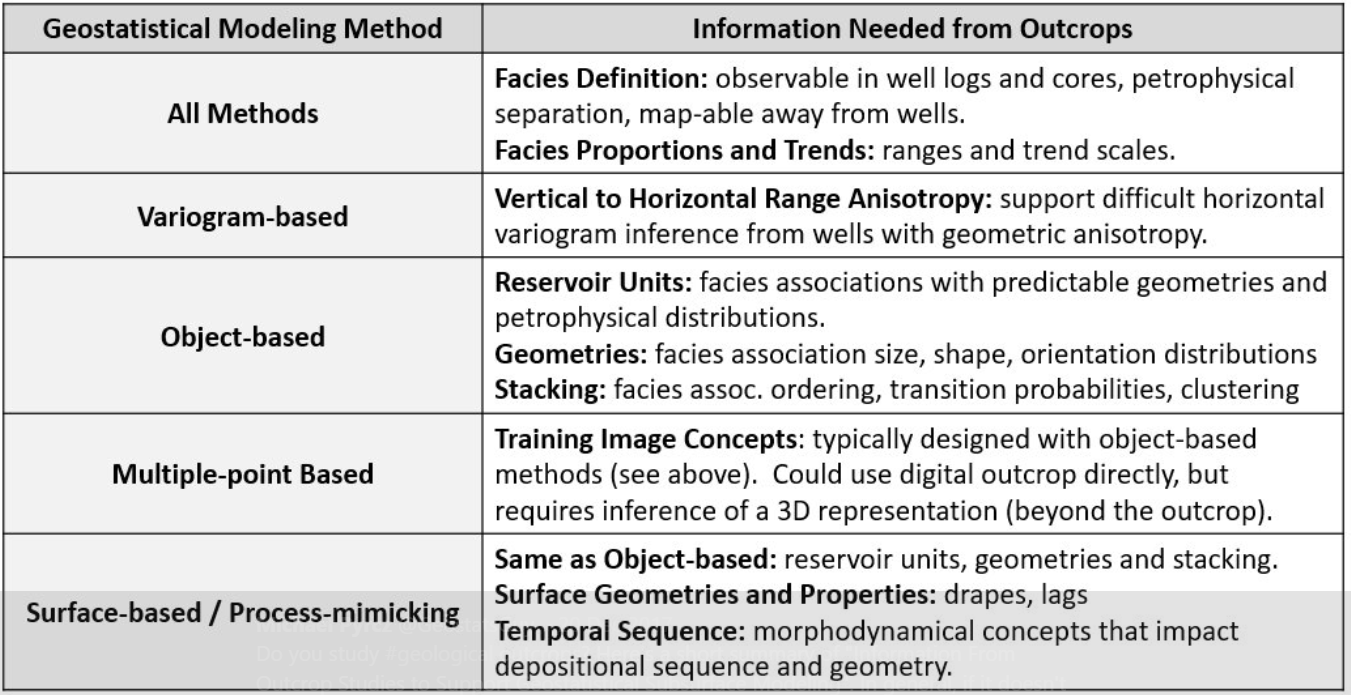 Geostatistical Modeling Method
Information Needed from Outcrops
All Methods
Facies Definition: observable in well logs and cores, petrophysical
separation, map-able away from wells.
Facies Proportions and Trends: ranges and trend scales.
Variogram-based
Vertical to Horizontal Range Anisotropy: support difficult horizontal
variogram inference from wells with geometric anisotropy.
Object-based
Reservoir Units: facies associations with predictable geometries and
petrophysical distributions.
Geometries: facies association size, shape, orientation distributions
Stacking: facies assoc. ordering, transition probabilities, clustering
Multiple-point Based
Training Image Concepts: typically designed with object-based
methods (see above).  Could use digital outcrop directly, but
requires inference of a 3D representation (beyond the outcrop).
Surface-based / Process-mimicking
Same as Object-based: reservoir units, geometries and stacking.
Surface Geometries and Properties: drapes, lags
Temporal Sequence: morphodynamical concepts that impact
depositional sequence and geometry.
Do you study #geological